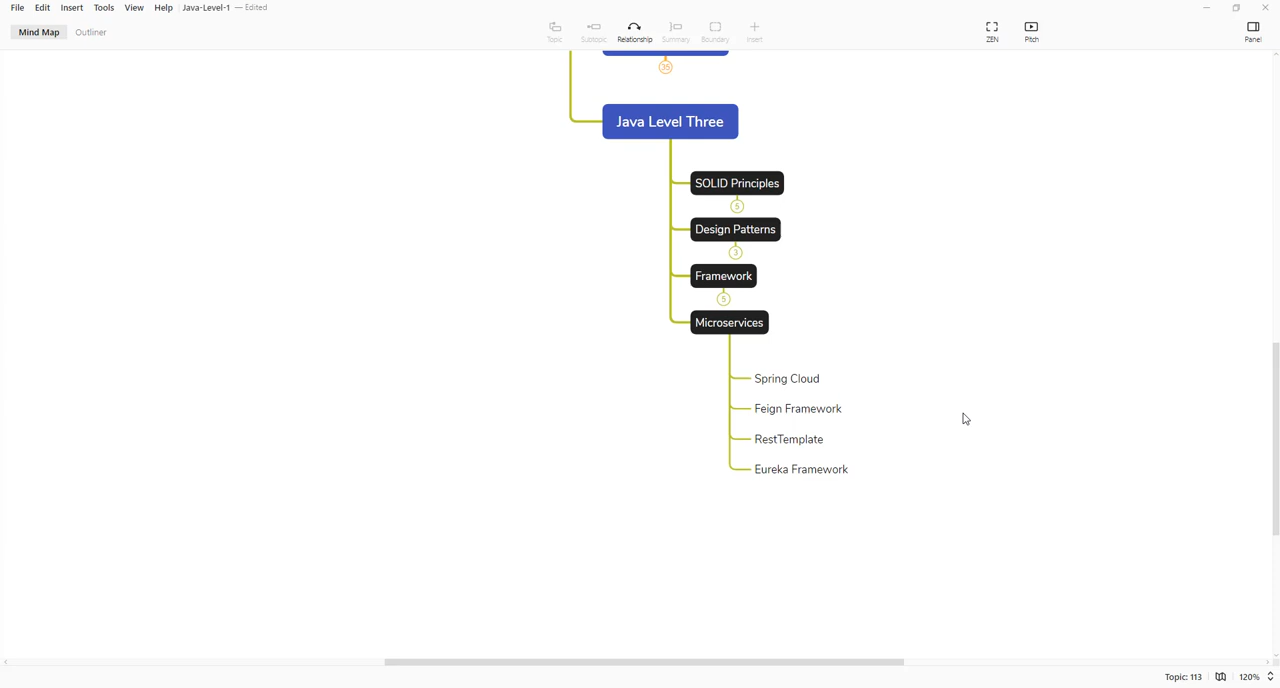 File Edit Insert Tools View Help Java-Level-1 — Edited
Mind Map Outliner
Topic Subtopic Relationship Summary Boundary Insert ZEN Pitch Panel
35
Java Level Three
SOLID Principles
5
Design Patterns
3
Framework
5
Microservices
Spring Cloud
Feign Framework
RestTemplate
Eureka Framework
Topic: 113 120%